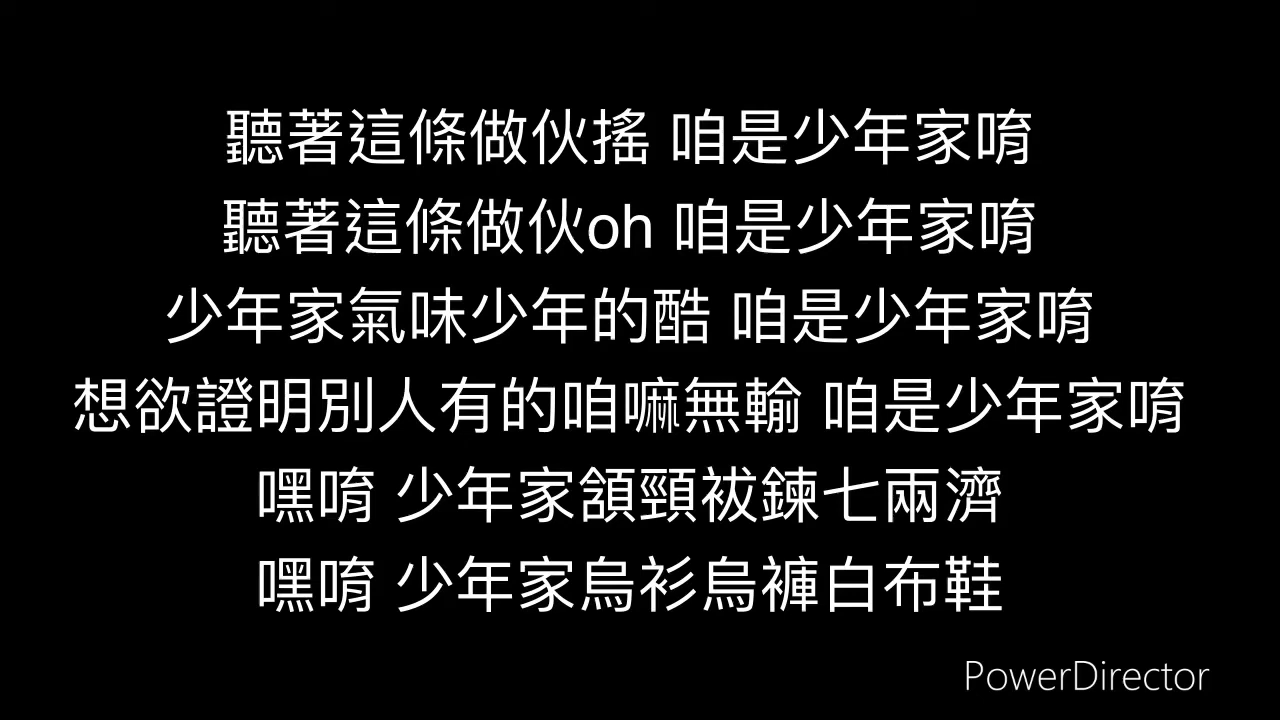 聽著這條做伙搖 咱是少年家唷
聽著這條做伙oh 咱是少年家唷
少年家氣味少年的酷 咱是少年家唷
想欲證明別人有的咱嘛無輸 咱是少年家唷
嘿唷 少年家頷頸袚鍊七兩濟
嘿唷 少年家烏衫烏褲白布鞋
PowerDirector